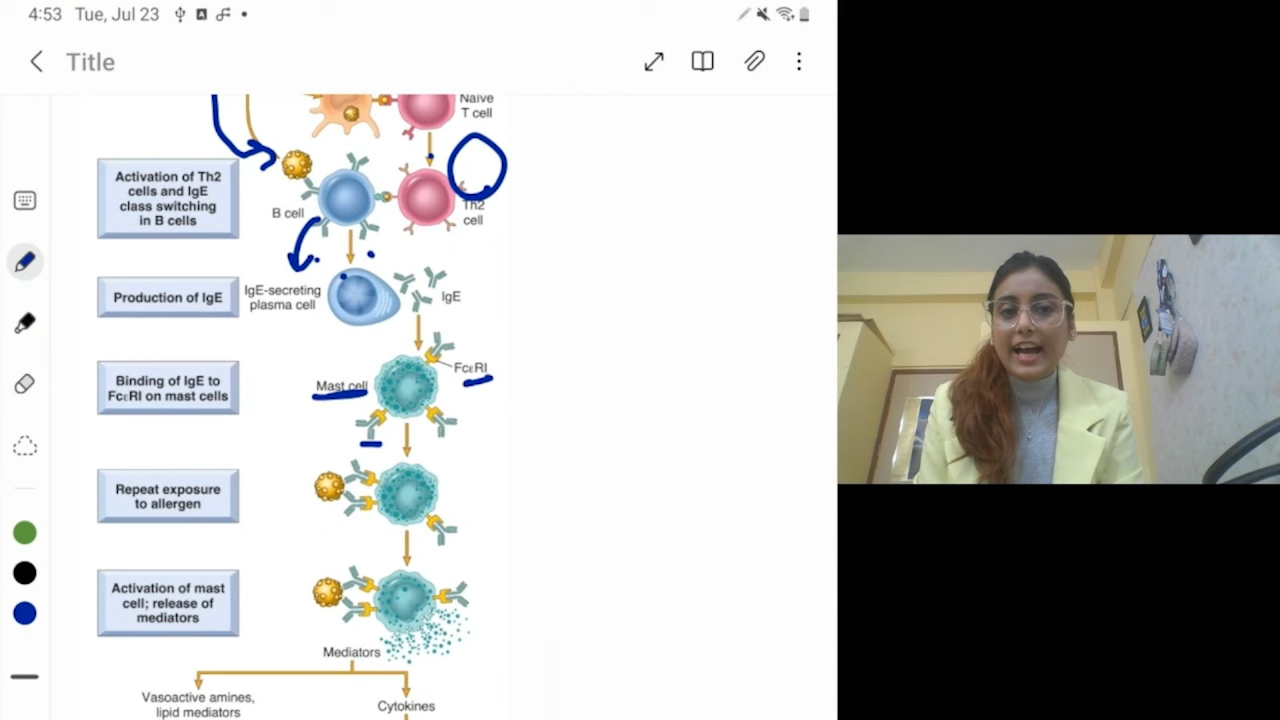 4:53 Tue, Jul 23
Title
Naïve
T cell
Activation of Th2
cells and IgE
class switching
in B cells
B cell
Th2
cell
Production of IgE
IgE-secreting
plasma cell
IgE
Binding of IgE to
FcεRI on mast cells
Mast cell
FcεRI
Repeat exposure
to allergen
Activation of mast
cell; release of
mediators
Mediators
Vasoactive amines,
lipid mediators
Cytokines